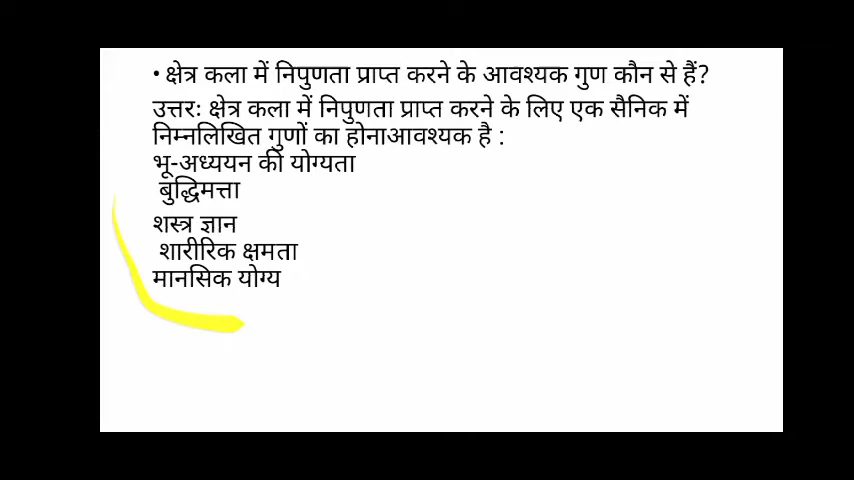 • क्षेत्र कला में निपुणता प्राप्त करने के आवश्यक गुण कौन से हैं?
उत्तरः क्षेत्र कला में निपुणता प्राप्त करने के लिए एक सैनिक में
निम्नलिखित गुणों का होनाआवश्यक है :
भू-अध्ययन की योग्यता
बुद्धिमत्ता
शस्त्र ज्ञान
शारीरिक क्षमता
मानसिक योग्य